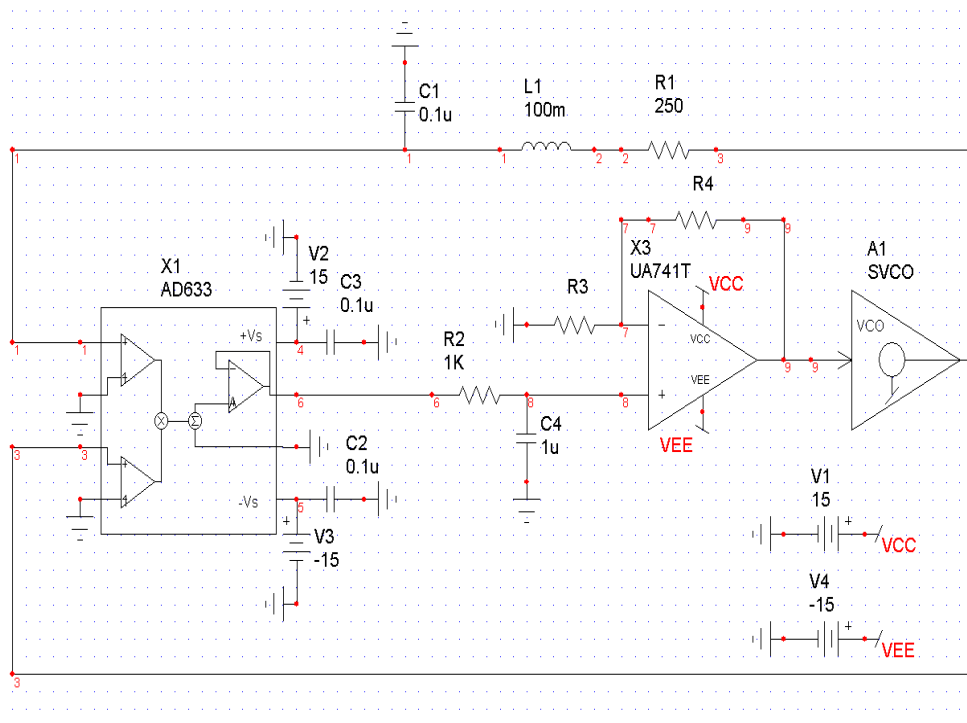 C1
0.1u
L1
100m
R1
250
1
1
1
2
2
3
R4
7
7
9
9
V2
15
C3
0.1u
X1
AD633
X3
UA741T
VCC
A1
SVCO
R3
+
+Vs
4
R2
1K
7
-
VCC
VCO
1
1
+
-
-
6
6
8
8
+
VEE
9
9
X
Σ
C4
1u
VEE
3
3
+
-
C2
0.1u
-Vs
5
+
V3
-15
V1
15
+
VCC
V4
-15
+
VEE
3